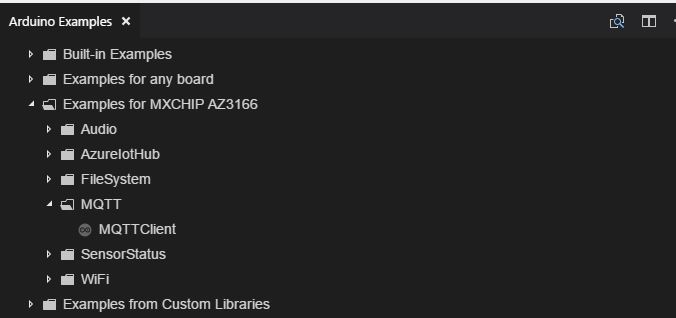 Arduino Examples
Built-in Examples
Examples for any board
Examples for MXCHIP AZ3166
Audio
AzureIotHub
FileSystem
MQTT
MQTTClient
SensorStatus
WiFi
Examples from Custom Libraries